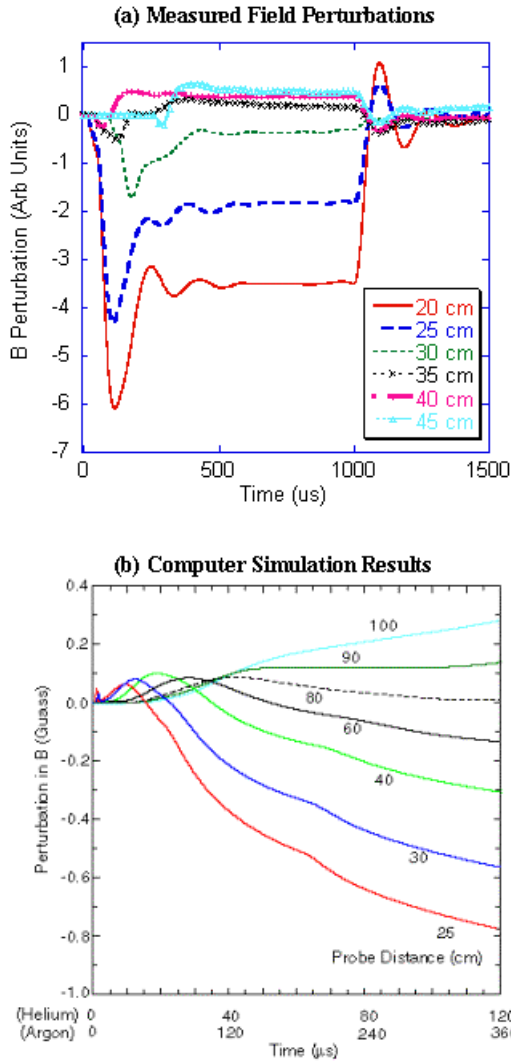 (a) Measured Field Perturbations
B Perturbation (Arb Units)
1
0
-1
-2
-3
-4
-5
-6
-7
20 cm
25 cm
30 cm
35 cm
40 cm
45 cm
0
500
1000
1500
Time (us)
(b) Computer Simulation Results
Perturbation in B (Guass)
0.4
0.2
0.0
-0.2
-0.4
-0.6
-0.8
-1.0
100
90
80
60
40
30
25
Probe Distance (cm)
(Helium) 0 40 80 120
(Argon) 0 120 240 360
Time (μs)